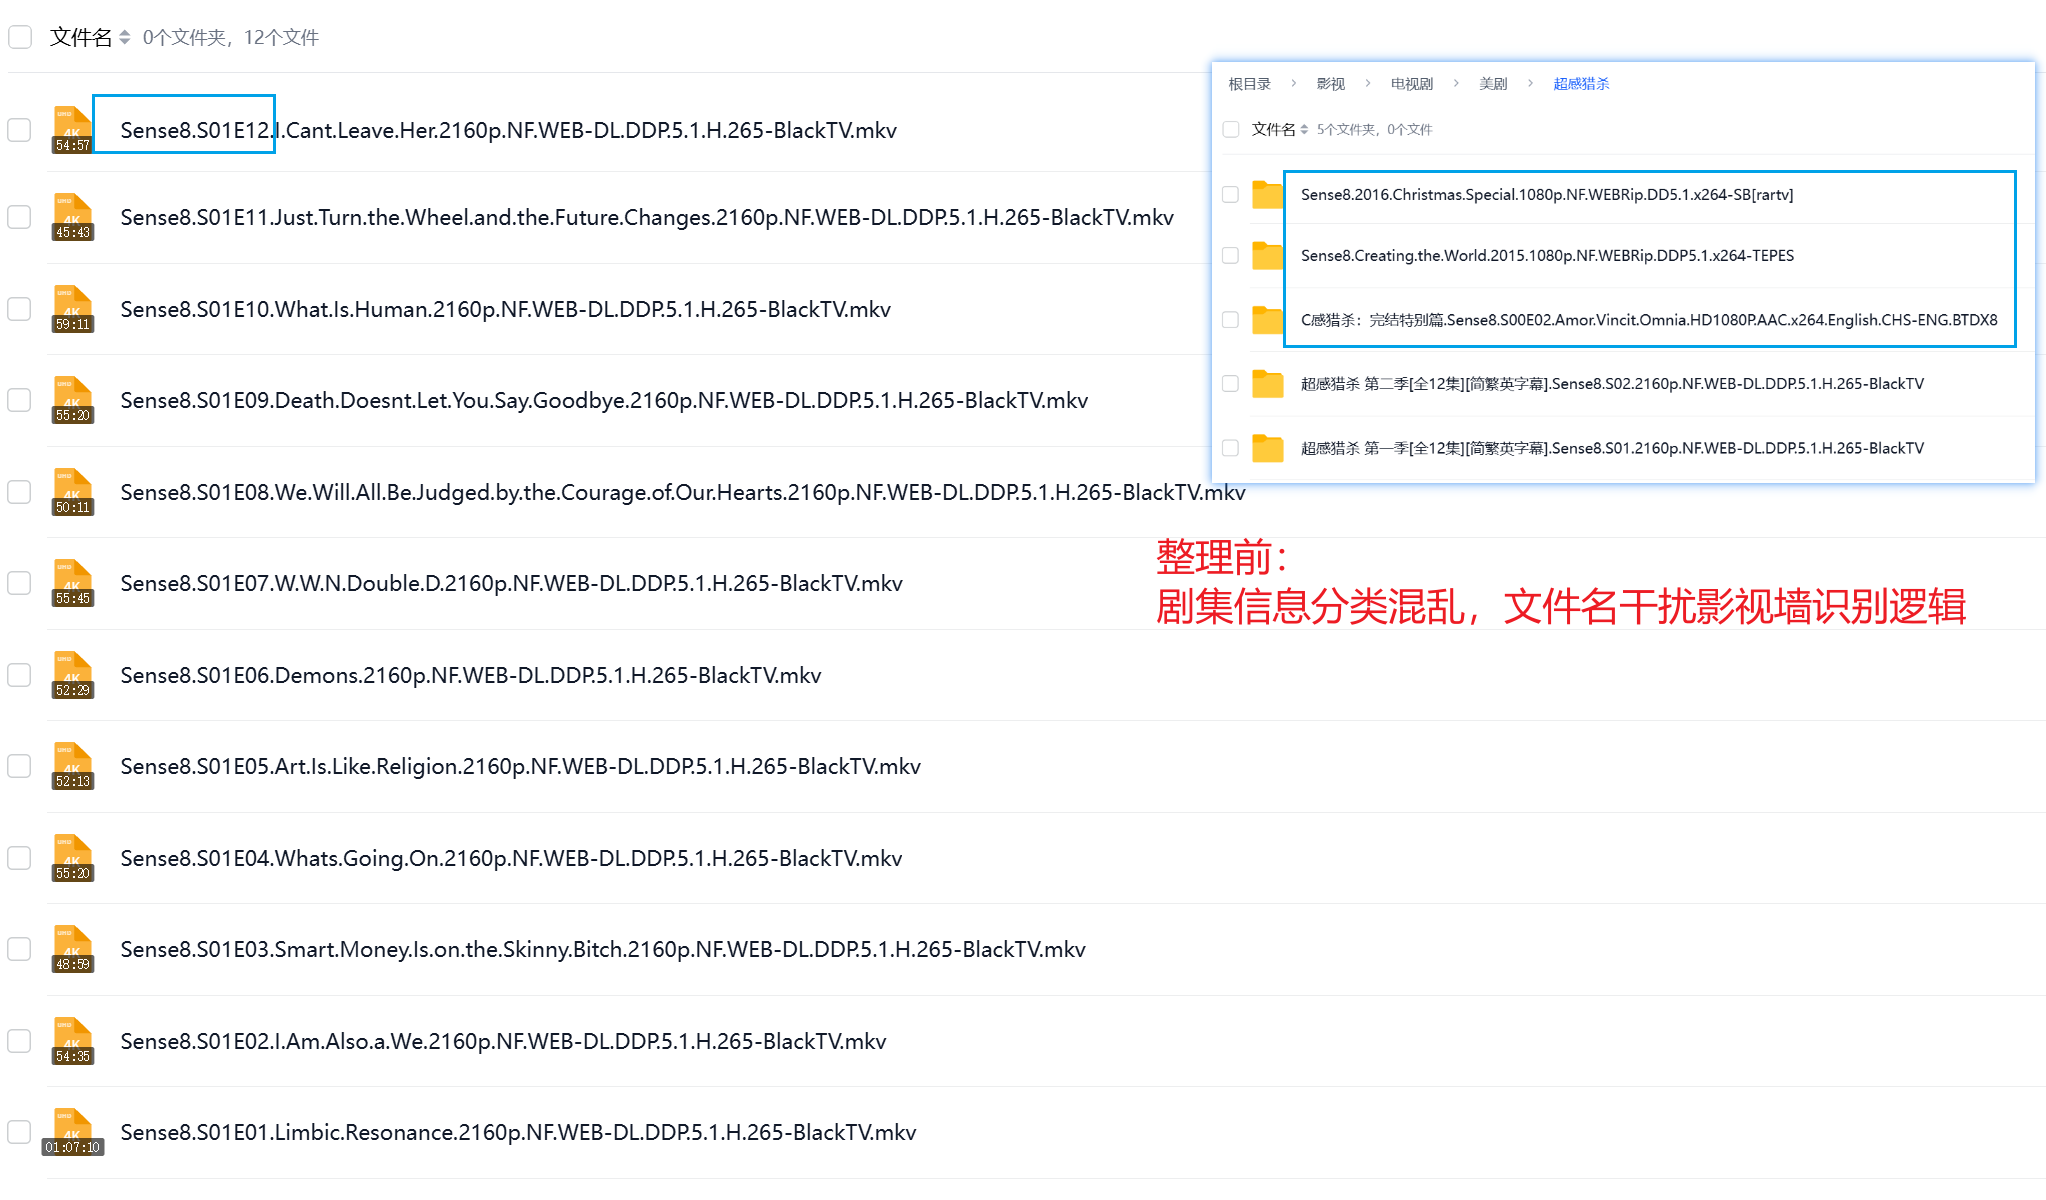 文件名 0个文件夹，12个文件
4K
54:57
Sense8.S01E12.I.Cant.Leave.Her.2160p.NF.WEB-DL.DDP.5.1.H.265-BlackTV.mkv
4K
45:43
Sense8.S01E11.Just.Turn.the.Wheel.and.the.Future.Changes.2160p.NF.WEB-DL.DDP.5.1.H.265-BlackTV.mkv
4K
59:11
Sense8.S01E10.What.Is.Human.2160p.NF.WEB-DL.DDP.5.1.H.265-BlackTV.mkv
4K
55:20
Sense8.S01E09.Death.Doesnt.Let.You.Say.Goodbye.2160p.NF.WEB-DL.DDP.5.1.H.265-BlackTV.mkv
4K
50:11
Sense8.S01E08.We.Will.All.Be.Judged.by.the.Courage.of.Our.Hearts.2160p.NF.WEB-DL.DDP.5.1.H.265-BlackTV.mkv
4K
55:45
Sense8.S01E07.W.W.N.Double.D.2160p.NF.WEB-DL.DDP.5.1.H.265-BlackTV.mkv
4K
52:29
Sense8.S01E06.Demons.2160p.NF.WEB-DL.DDP.5.1.H.265-BlackTV.mkv
4K
52:13
Sense8.S01E05.Art.Is.Like.Religion.2160p.NF.WEB-DL.DDP.5.1.H.265-BlackTV.mkv
4K
55:20
Sense8.S01E04.Whats.Going.On.2160p.NF.WEB-DL.DDP.5.1.H.265-BlackTV.mkv
4K
48:59
Sense8.S01E03.Smart.Money.Is.on.the.Skinny.Bitch.2160p.NF.WEB-DL.DDP.5.1.H.265-BlackTV.mkv
4K
54:35
Sense8.S01E02.I.Am.Also.a.We.2160p.NF.WEB-DL.DDP.5.1.H.265-BlackTV.mkv
4K
01:07:10
Sense8.S01E01.Limbic.Resonance.2160p.NF.WEB-DL.DDP.5.1.H.265-BlackTV.mkv
根目录 > 影视 > 电视剧 > 美剧 > 超感猎杀
文件名 5个文件夹，0个文件
Sense8.2016.Christmas.Special.1080p.NF.WEBRip.DD5.1.x264-SB[rartv]
Sense8.Creating.the.World.2015.1080p.NF.WEBRip.DDP5.1.x264-TEPES
C感猎杀：完结特别篇.Sense8.S00E02.Amor.Vincit.Omnia.HD1080P.AAC.x264.English.CHS-ENG.BTDX8
超感猎杀 第二季[全12集][简繁英字幕].Sense8.S02.2160p.NF.WEB-DL.DDP.5.1.H.265-BlackTV
超感猎杀 第一季[全12集][简繁英字幕].Sense8.S01.2160p.NF.WEB-DL.DDP.5.1.H.265-BlackTV
整理前：
剧集信息分类混乱，文件名干扰影视墙识别逻辑